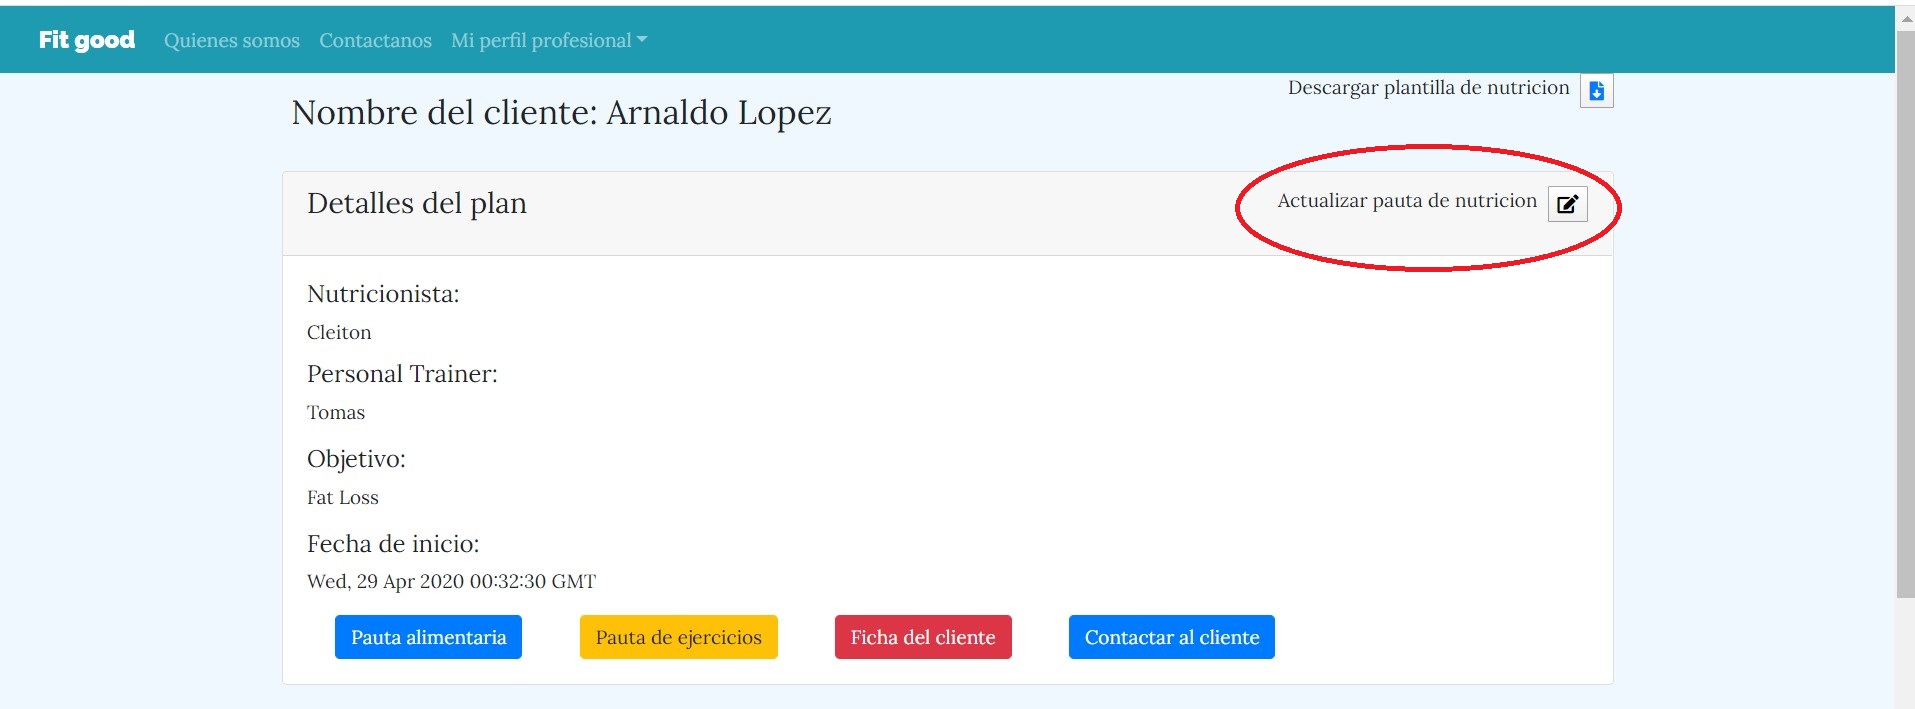 Fit good Quienes somos Contactanos Mi perfil profesional
Descargar plantilla de nutricion
Nombre del cliente: Arnaldo Lopez
Detalles del plan
Actualizar pauta de nutricion
Nutricionista:
Cleiton
Personal Trainer:
Tomas
Objetivo:
Fat Loss
Fecha de inicio:
Wed, 29 Apr 2020 00:32:30 GMT
Pauta alimentaria Pauta de ejercicios Ficha del cliente Contactar al cliente